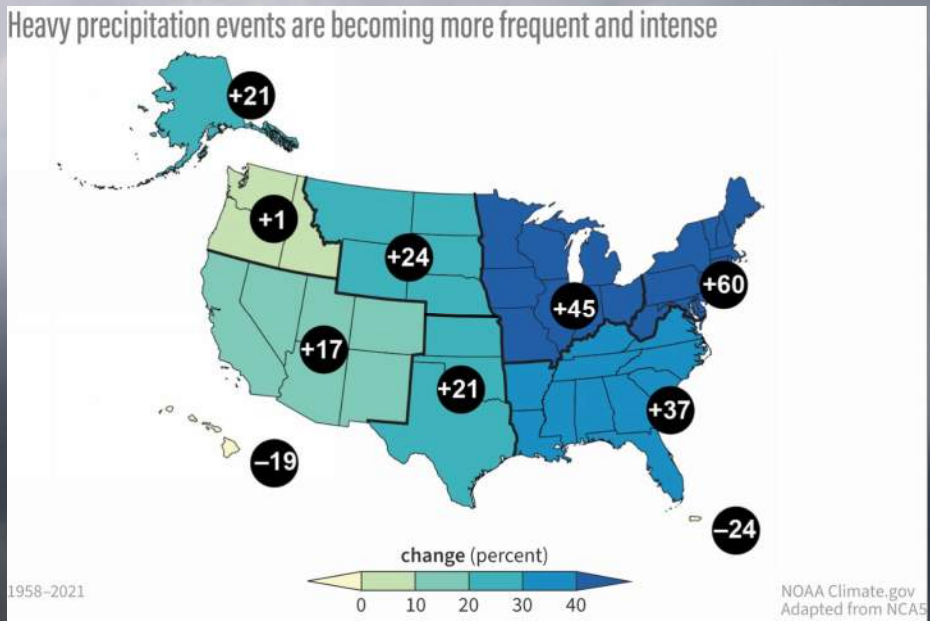 Heavy precipitation events are becoming more frequent and intense
+21
+1
+24
+60
+45
+17
+21
+37
–19
–24
change (percent)
0 10 20 30 40
1958–2021
NOAA Climate.gov
Adapted from NCA5